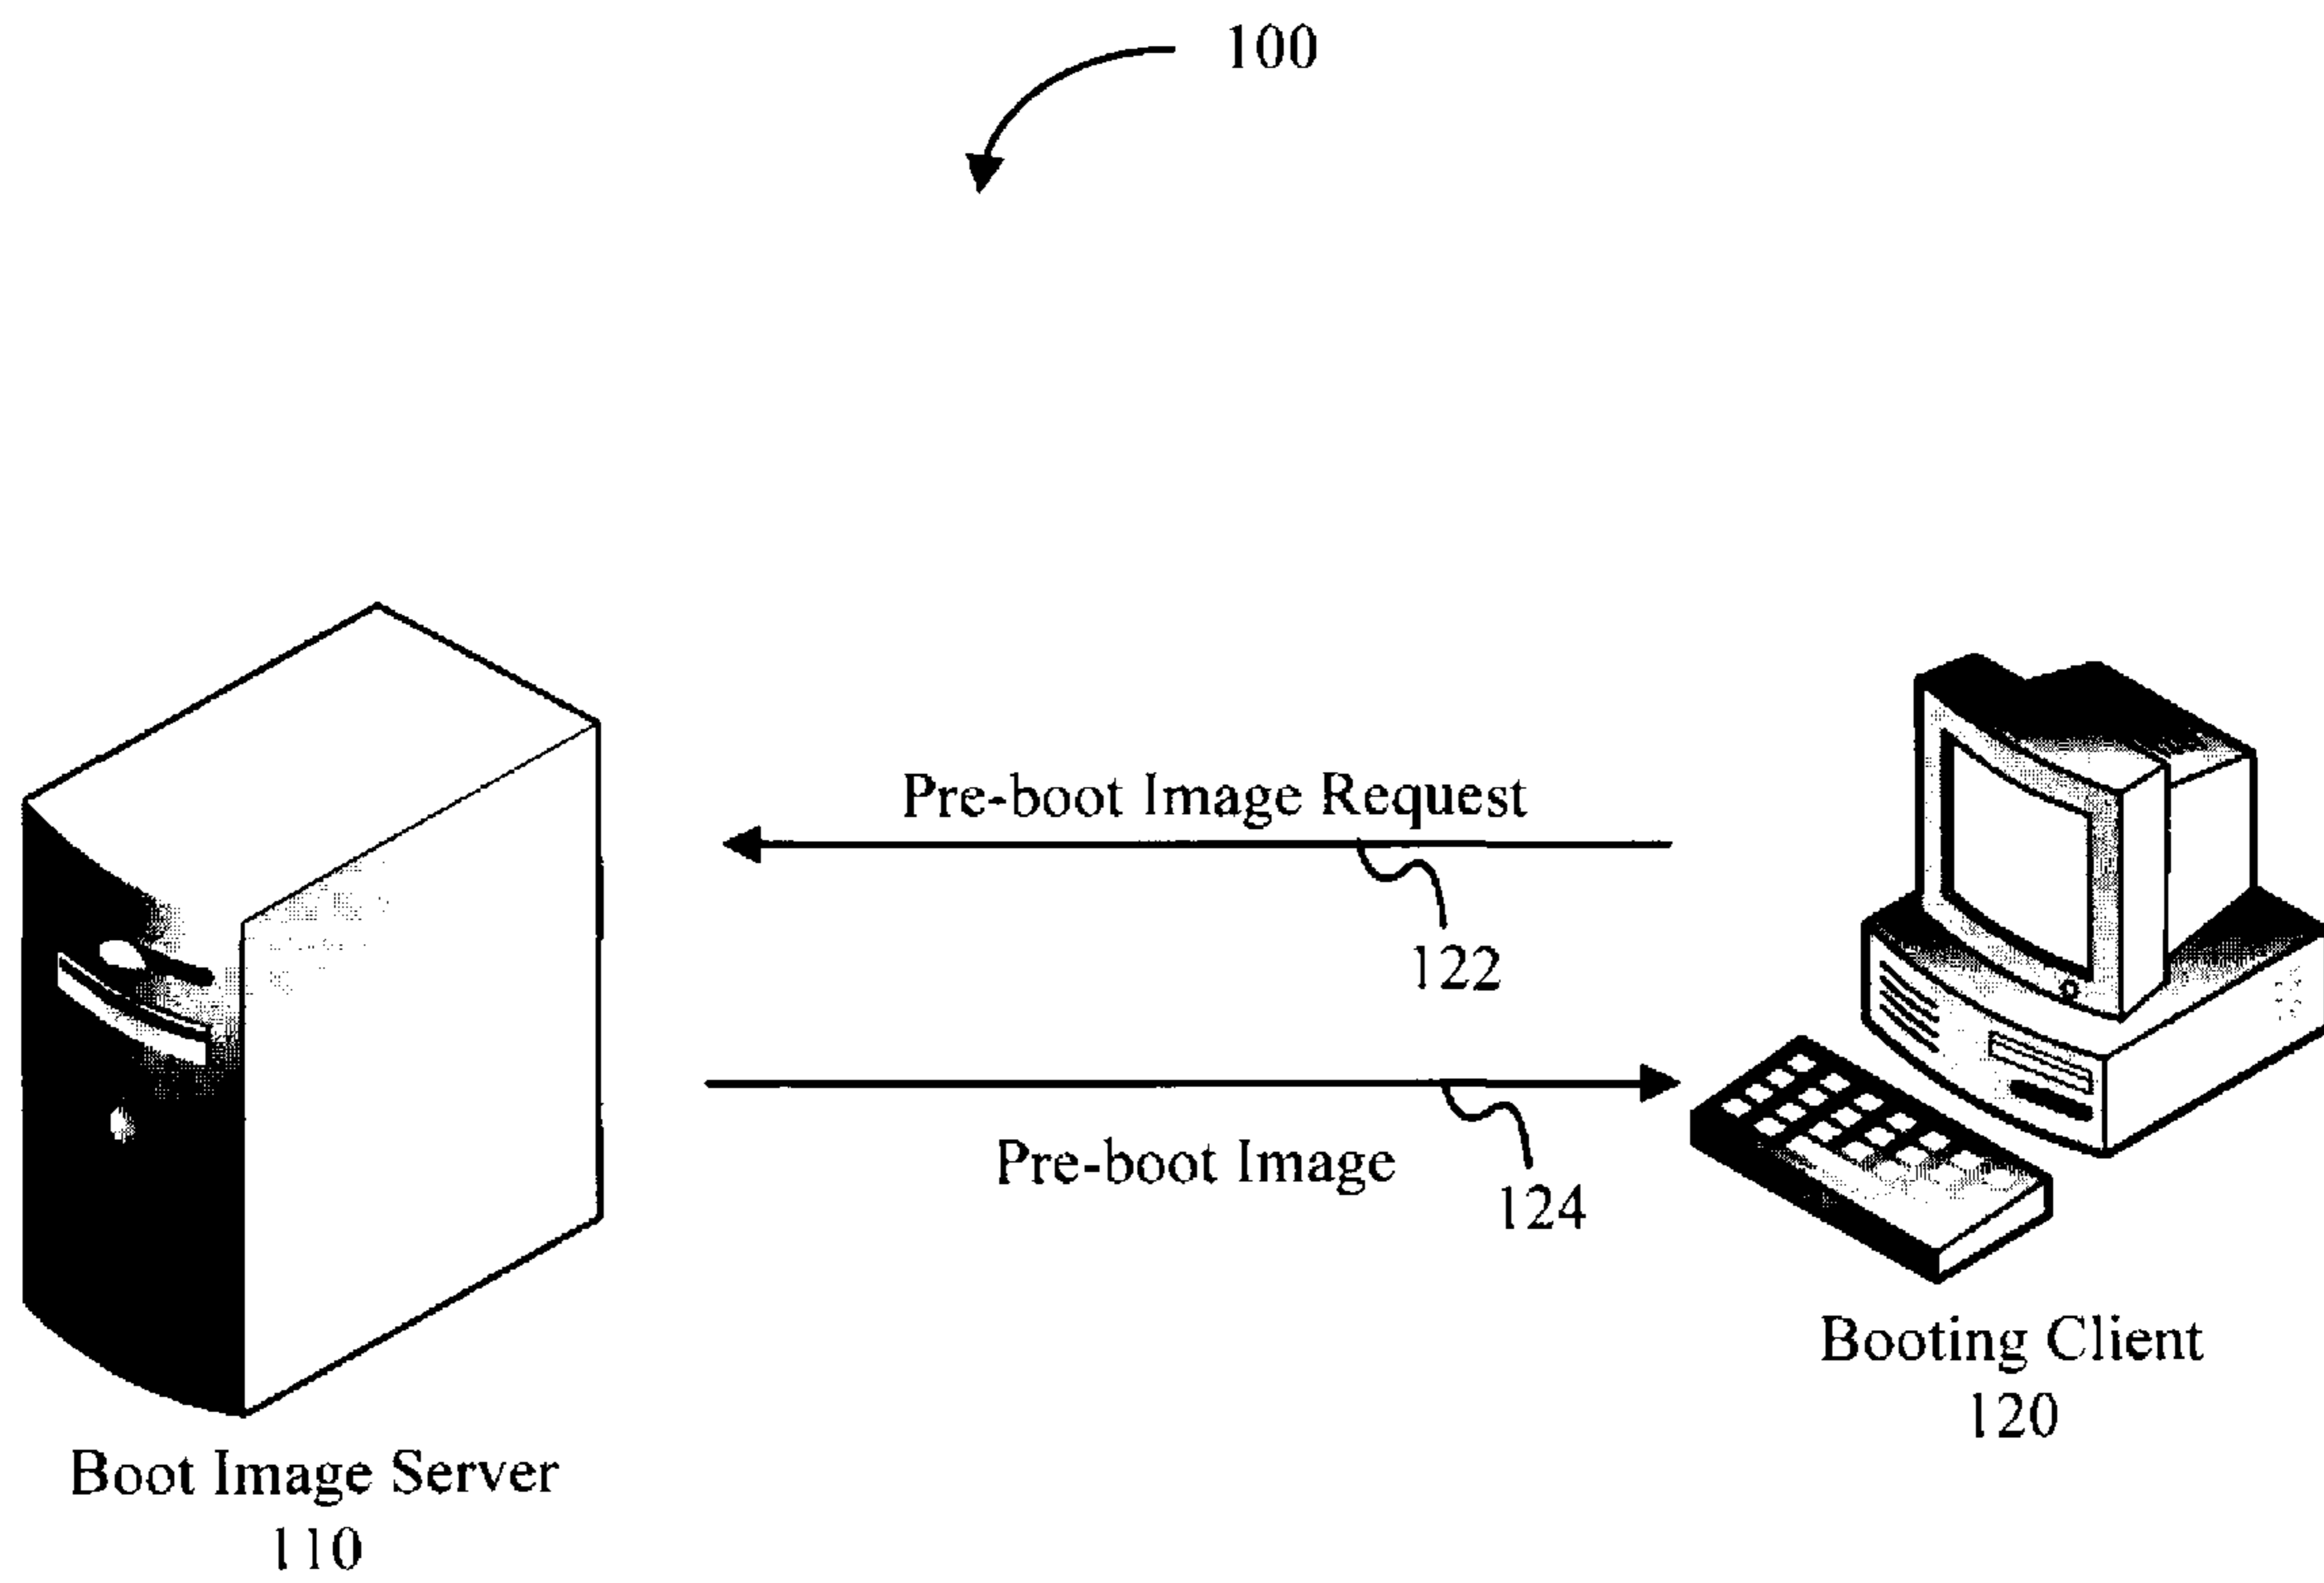 100
Pre-boot Image Request
122
Pre-boot Image
124
Booting Client
120
Boot Image Server
110